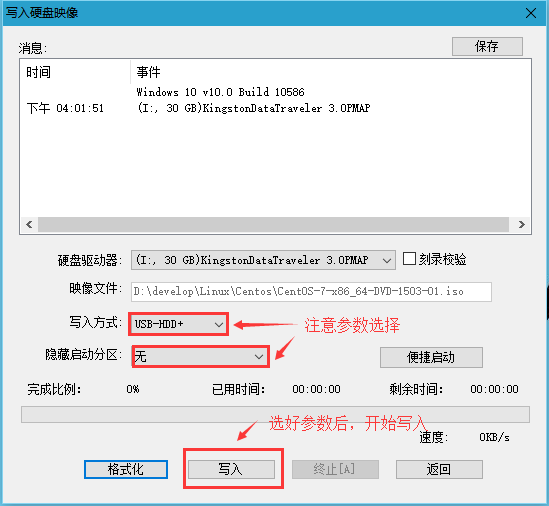 写入硬盘映像
消息:
保存
时间 事件
Windows 10 v10.0 Build 10586
下午 04:01:51 (I:, 30 GB)KingstonDataTraveler 3.0PMAP
硬盘驱动器: (I:, 30 GB)KingstonDataTraveler 3.0PMAP 刻录校验
映像文件: D:\develop\Linux\Centos\CentOS-7-x86_64-DVD-1503-01.iso
写入方式: USB-HDD+ 注意参数选择
隐藏启动分区: 无 便捷启动
完成比例: 0% 已用时间: 00:00:00 剩余时间: 00:00:00
选好参数后，开始写入
速度: 0KB/s
格式化 写入 终止[A] 返回